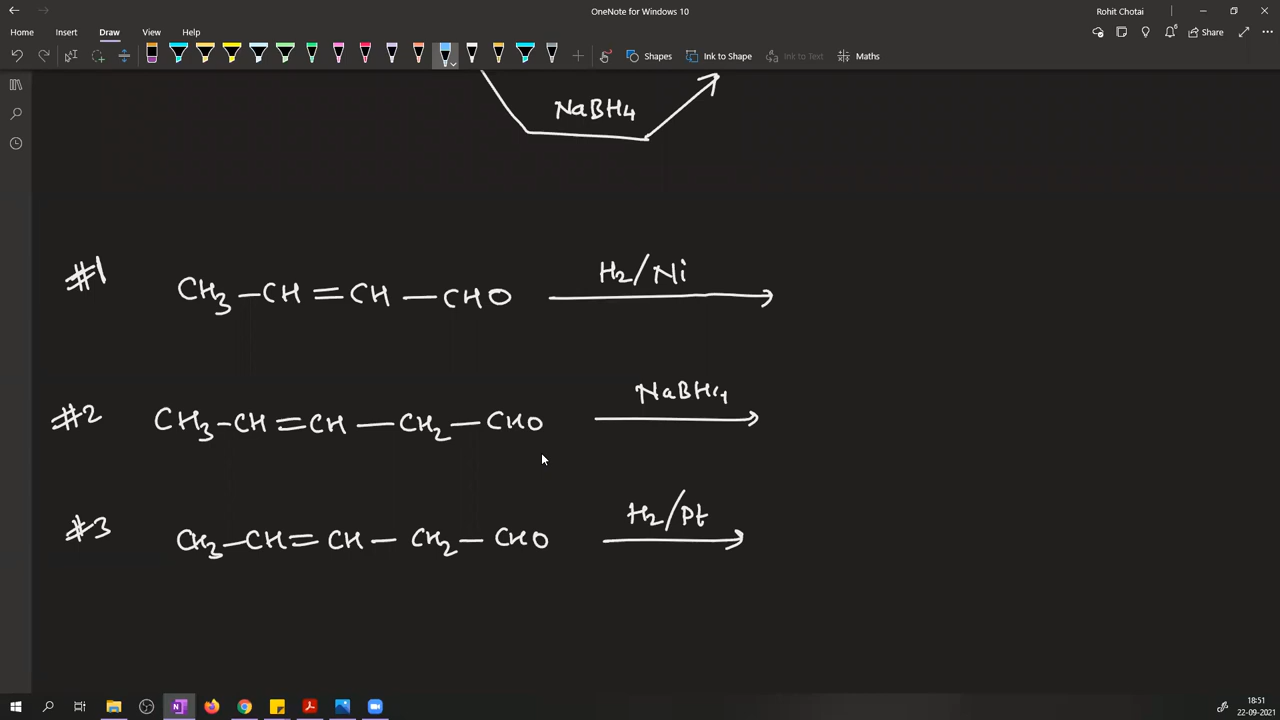 OneNote for Windows 10
Rohit Chotai
Home Insert Draw View Help
Share
Shapes Ink to Shape Ink to Text Maths
NaBH4
#1 CH3-CH=CH-CHO H2/Ni
#2 CH3-CH=CH-CH2-CHO NaBH4
#3 CH3-CH=CH-CH2-CHO H2/Pt
18:51
22-09-2021